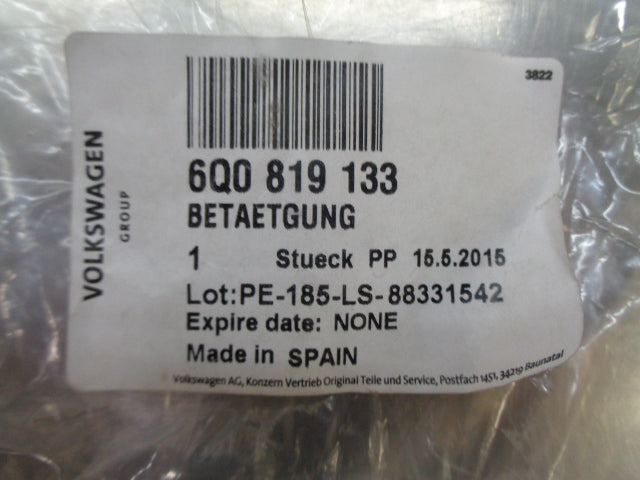 3822
VOLKSWAGEN
GROUP
6Q0 819 133
BETAETGUNG
1 Stueck PP 15.5.2015
Lot:PE-185-LS-88331542
Expire date: NONE
Made in SPAIN
Volkswagen AG, Konzern Vertrieb Original Teile und Service, Postfach 1451, 34219 Baunatal